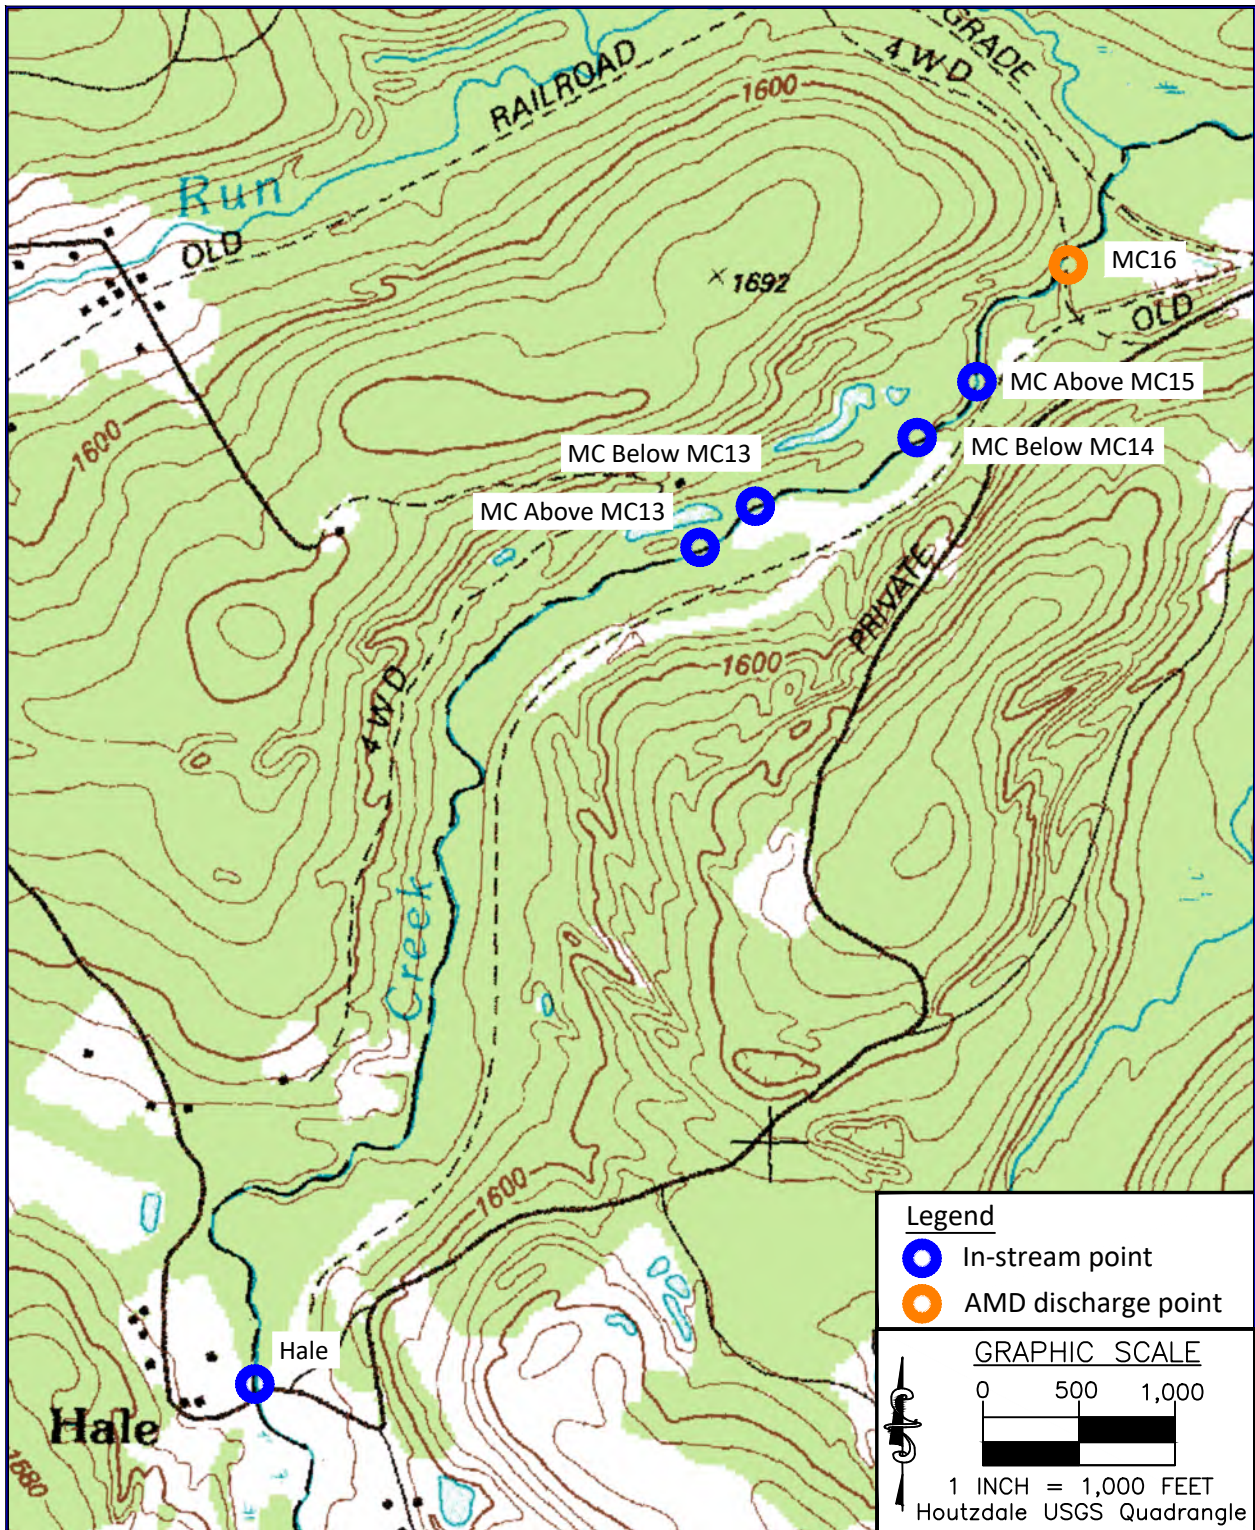 GRADE
4 W D
RAILROAD
1600
Run
OLD
1692
MC16
OLD
MC Above MC15
1600
MC Below MC13
MC Below MC14
MC Above MC13
PRIVATE
1600
4 W D
Creek
1600
Hale
Hale
1680
Legend
In-stream point
AMD discharge point
GRAPHIC SCALE
0 500 1,000
1 INCH = 1,000 FEET
Houtzdale USGS Quadrangle